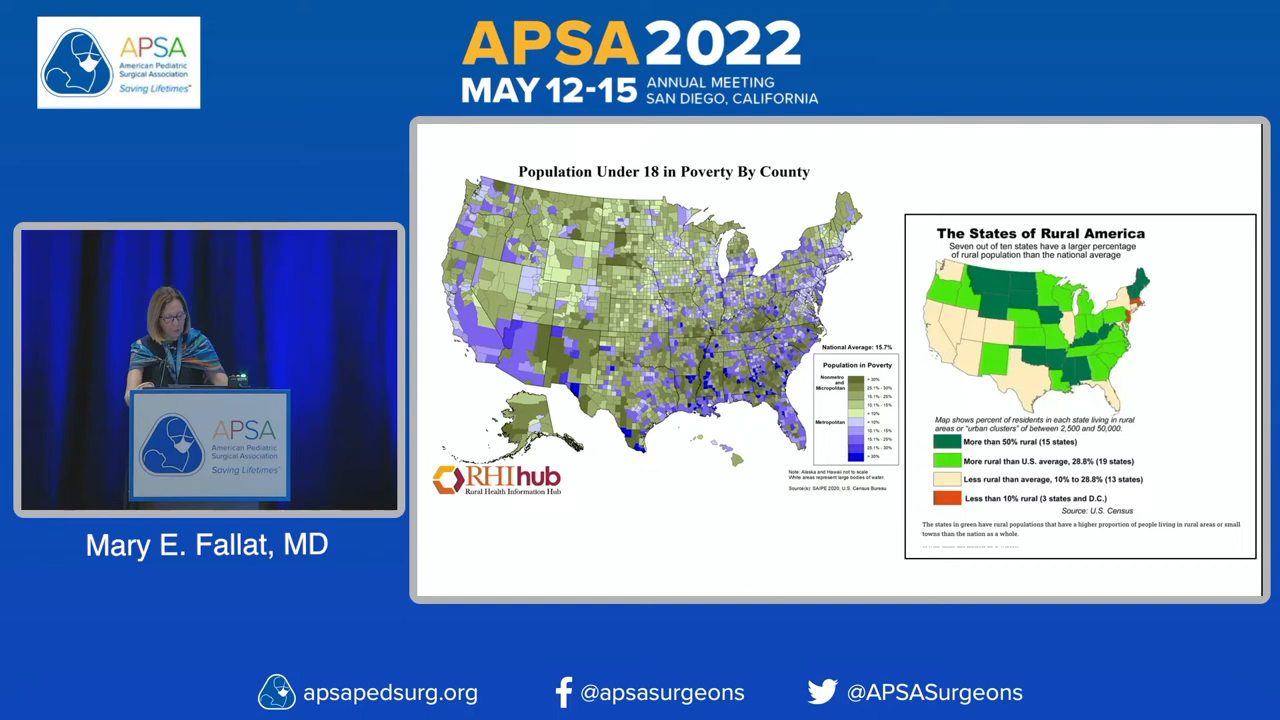 APSA
American Pediatric
Surgical Association
Saving Lifetimes
APSA 2022
MAY 12-15
ANNUAL MEETING
SAN DIEGO, CALIFORNIA
Population Under 18 in Poverty By County
National Average: 15.7%
Population in Poverty
Nonmetro
and
Micropolitan
> 30%
25.1% - 30%
15.1% - 25%
10.1% - 15%
< 10%
Metropolitan
< 10%
10.1% - 15%
15.1% - 25%
25.1% - 30%
> 30%
Note: Alaska and Hawaii not to scale
White areas represent large bodies of water.
Source(s): SAIPE 2020, U.S. Census Bureau
RHIhub
Rural Health Information Hub
The States of Rural America
Seven out of ten states have a larger percentage
of rural population than the national average
Map shows percent of residents in each state living in rural
areas or "urban clusters" of between 2,500 and 50,000.
More than 50% rural (15 states)
More rural than U.S. average, 28.8% (19 states)
Less rural than average, 10% to 28.8% (13 states)
Less than 10% rural (3 states and D.C.)
Source: U.S. Census
The states in green have rural populations that have a higher proportion of people living in rural areas or small
towns than the nation as a whole.
APSA
American Pediatric
Surgical Association
Saving Lifetimes
Mary E. Fallat, MD
apsapedsurg.org
@apsasurgeons
@APSASurgeons